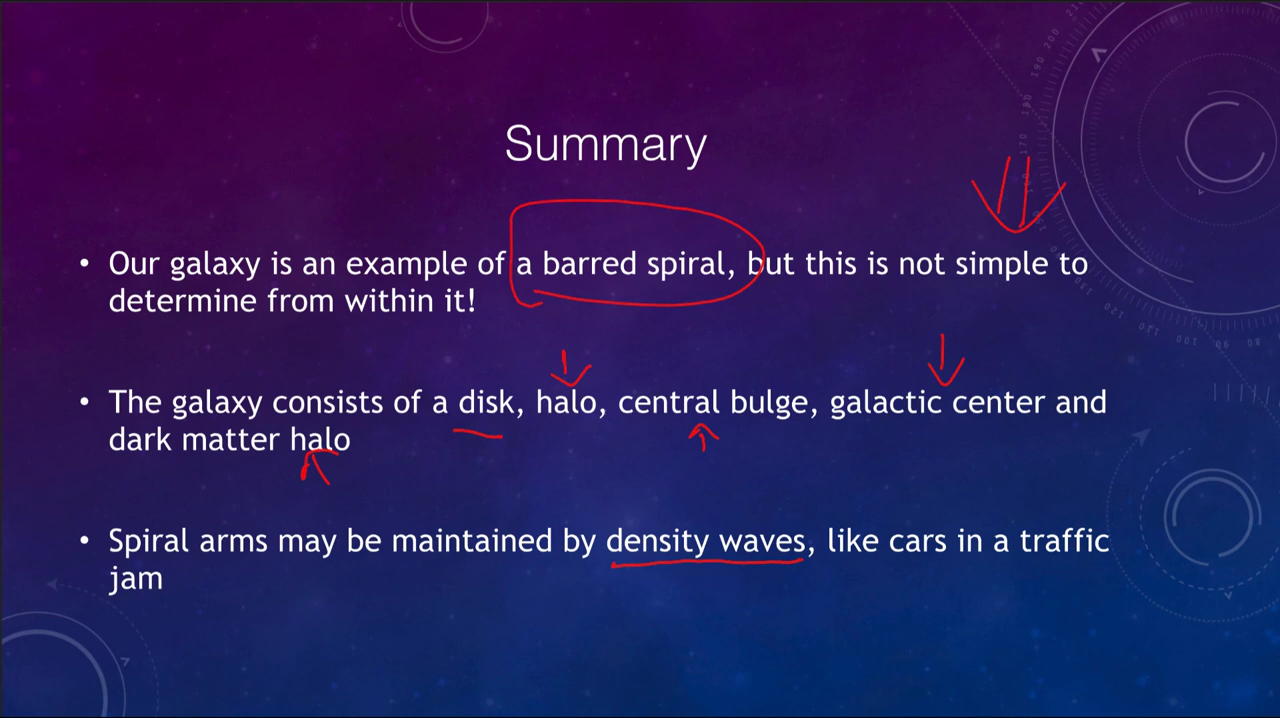 Summary
• Our galaxy is an example of a barred spiral, but this is not simple to
determine from within it!
• The galaxy consists of a disk, halo, central bulge, galactic center and
dark matter halo
• Spiral arms may be maintained by density waves, like cars in a traffic
jam